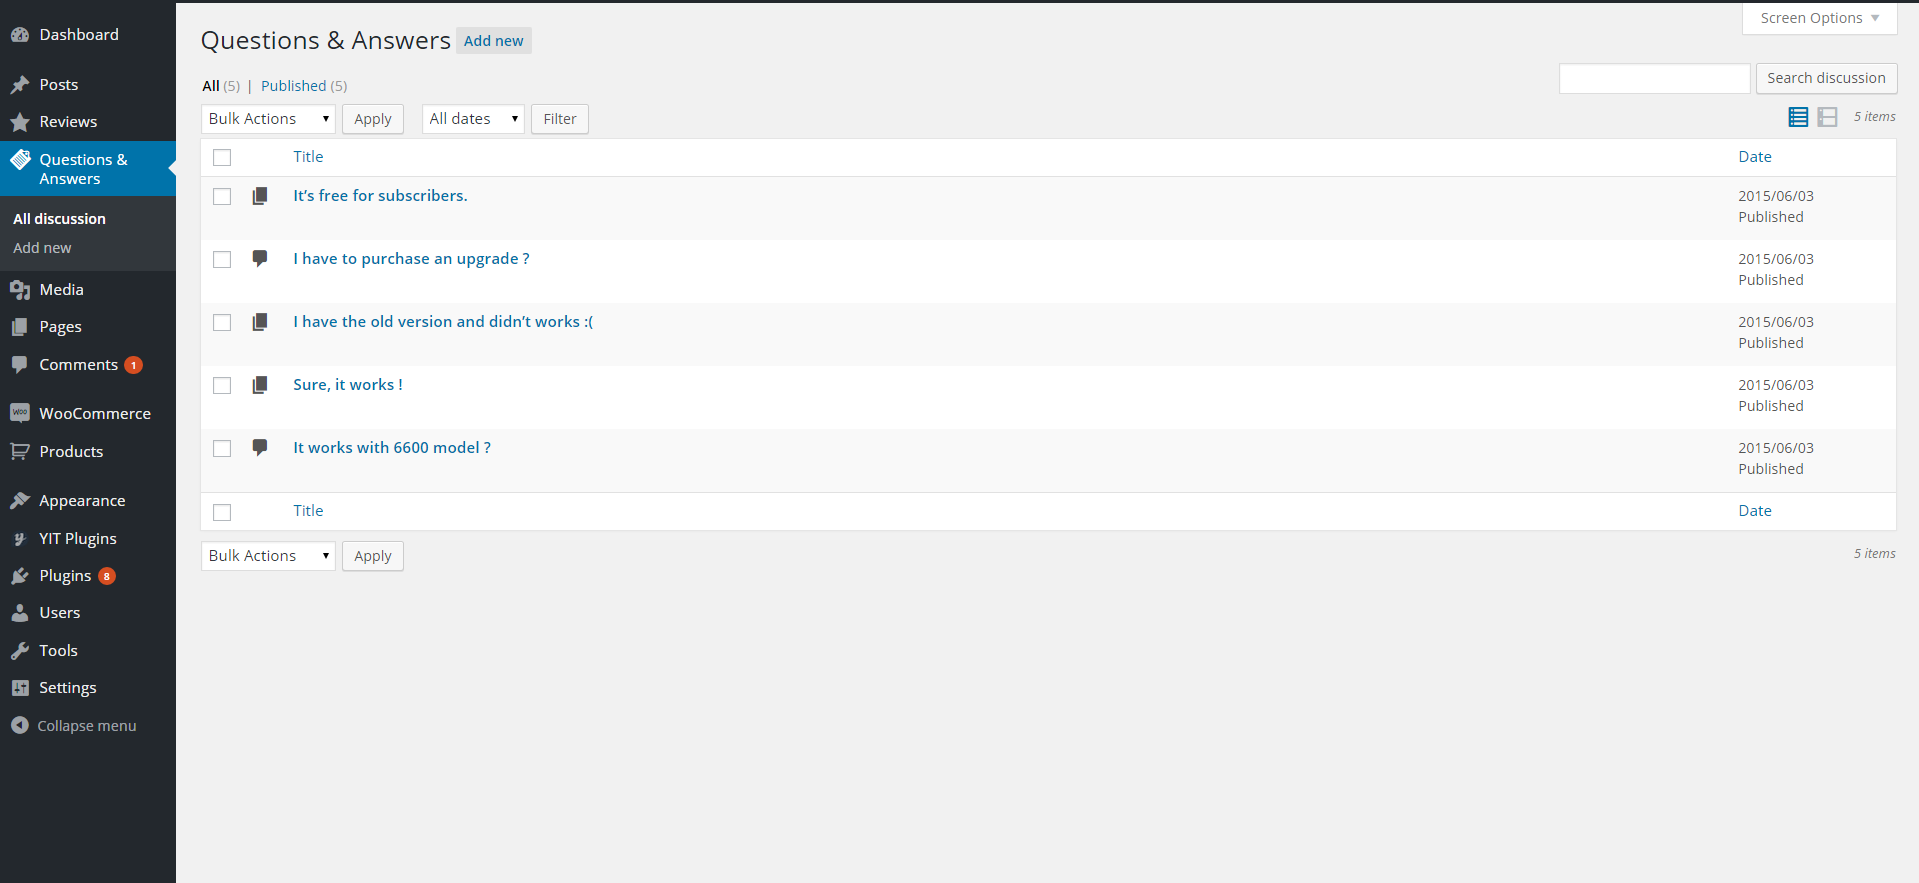 Dashboard
Posts
Reviews
Questions &
Answers
All discussion
Add new
Media
Pages
Comments 1
WOO WooCommerce
Products
Appearance
YIT Plugins
Plugins 8
Users
Tools
Settings
Collapse menu
Screen Options
Questions & Answers Add new
All (5) | Published (5)
Search discussion
Bulk Actions Apply All dates Filter
5 items
Title Date
It’s free for subscribers. 2015/06/03
Published
I have to purchase an upgrade ? 2015/06/03
Published
I have the old version and didn’t works :( 2015/06/03
Published
Sure, it works ! 2015/06/03
Published
It works with 6600 model ? 2015/06/03
Published
Title Date
Bulk Actions Apply
5 items